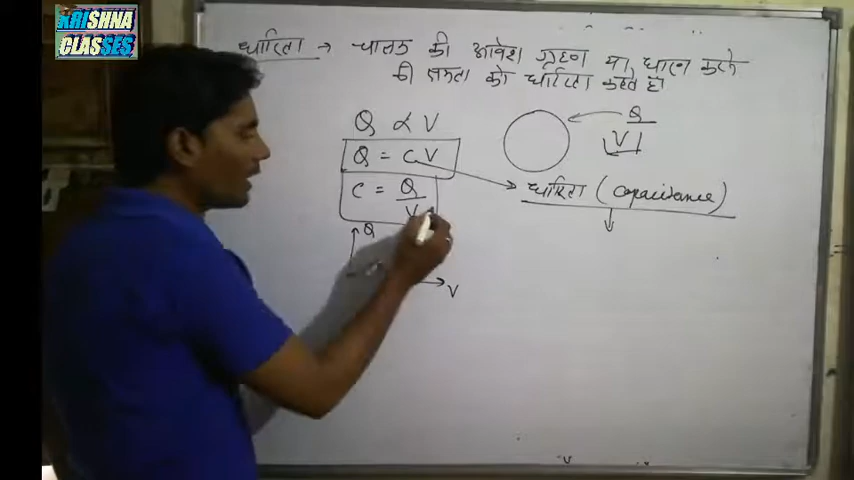 KRISHNA
CLASSES
धारिता → चालक की आवेश ग्रहण या धारण करने
की क्षमता को धारिता कहते है
Q ∝ V
Q = CV
C = Q/V
Q
V
Q
V
धारिता (Capacitance)